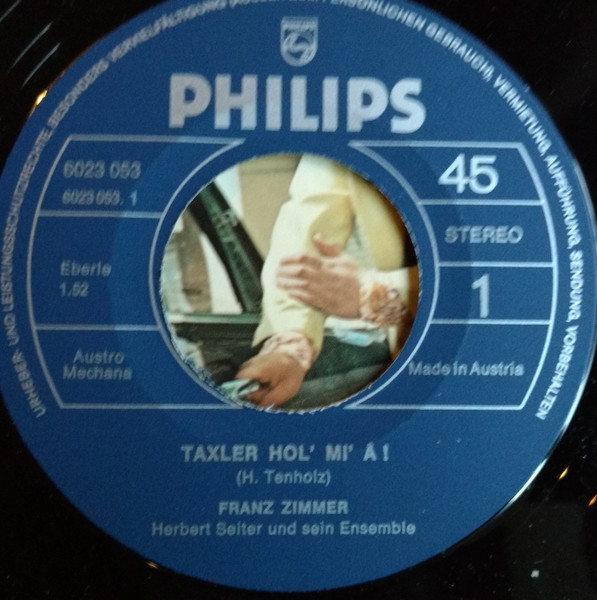 URHEBER- UND LEISTUNGSSCHUTZRECHTE, BESONDERS VERVIELFÄLTIGUNG PERSÖNLICHEN GEBRAUCH), VERMIETUNG, AUFFÜHRUNG, SENDUNG, VORBEHALTEN
PHILIPS
6023 053
6023 053. 1
45
STEREO
Eberle
1.52
1
Austro
Mechana
Made in Austria
TAXLER HOL' MI' Å !
(H. Tenholz)
FRANZ ZIMMER
Herbert Seiter und sein Ensemble